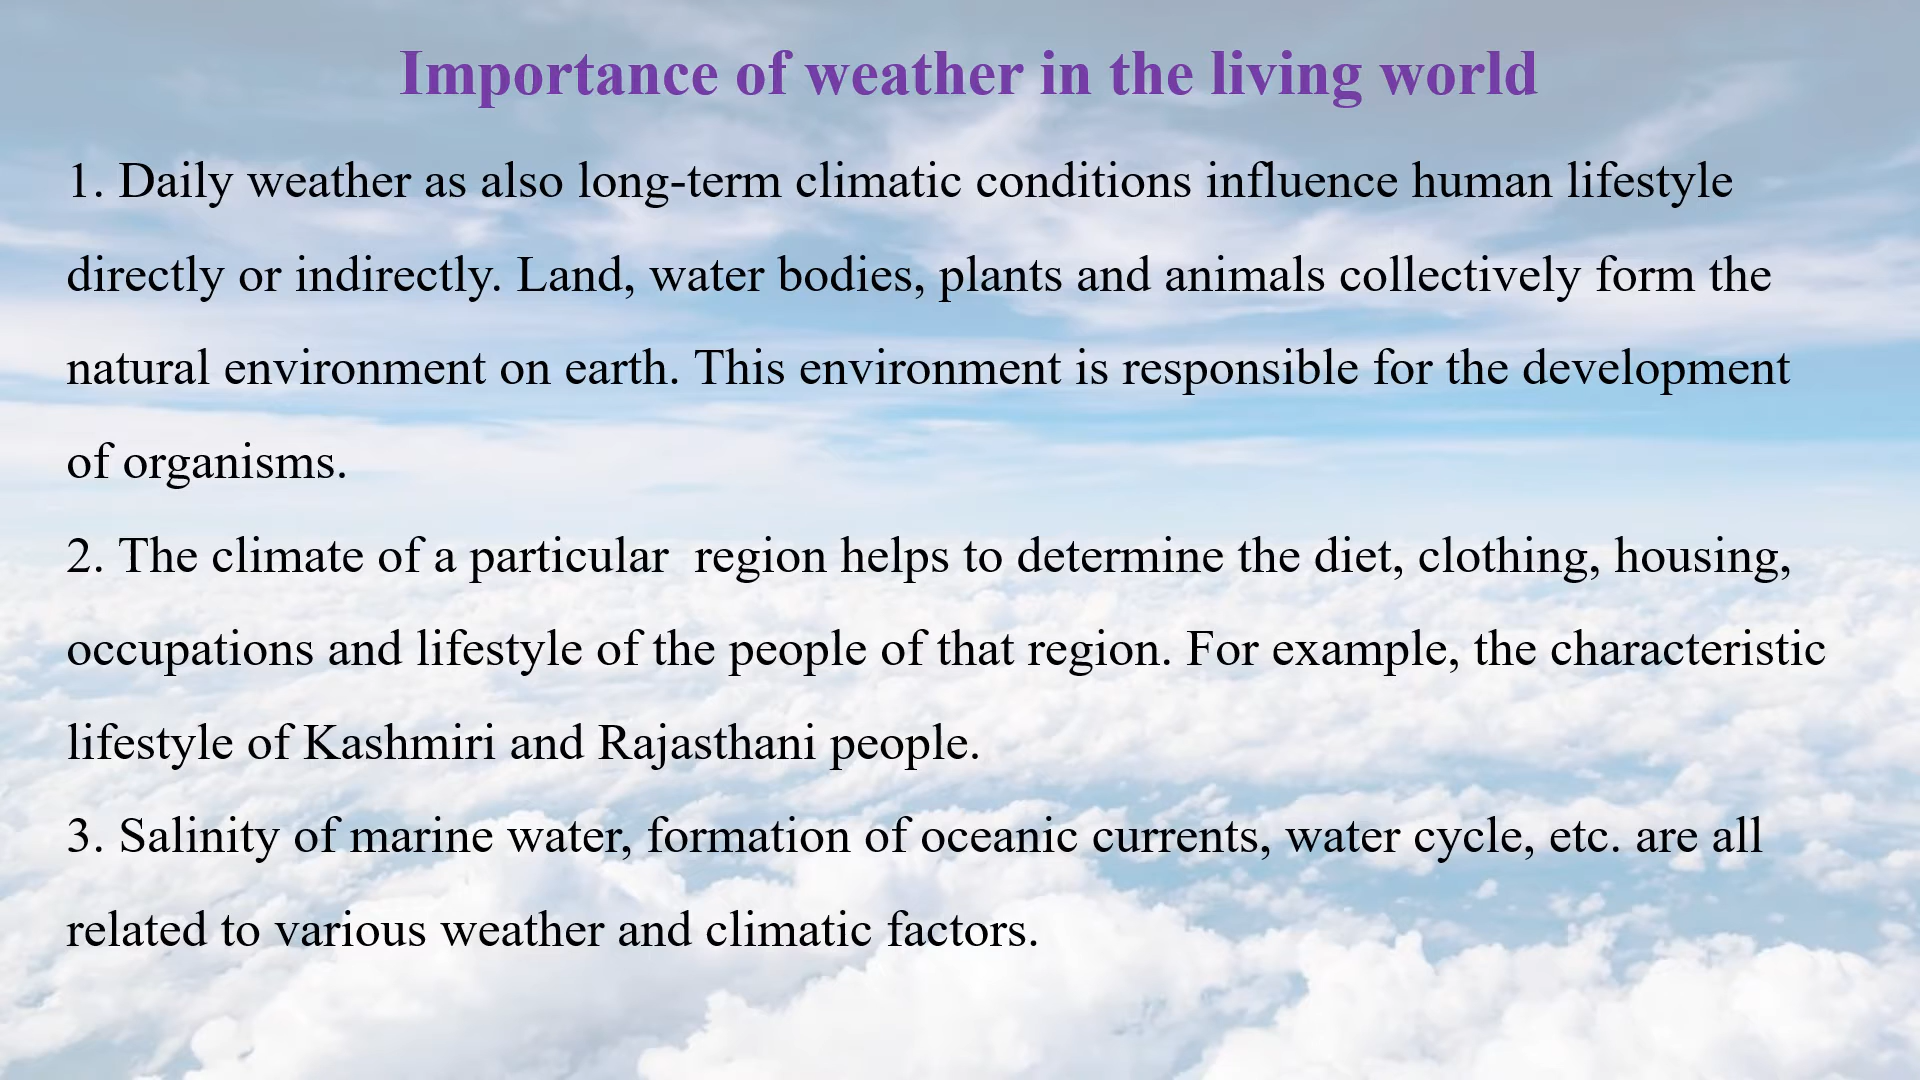 Importance of weather in the living world
1. Daily weather as also long-term climatic conditions influence human lifestyle
directly or indirectly. Land, water bodies, plants and animals collectively form the
natural environment on earth. This environment is responsible for the development
of organisms.
2. The climate of a particular  region helps to determine the diet, clothing, housing,
occupations and lifestyle of the people of that region. For example, the characteristic
lifestyle of Kashmiri and Rajasthani people.
3. Salinity of marine water, formation of oceanic currents, water cycle, etc. are all
related to various weather and climatic factors.